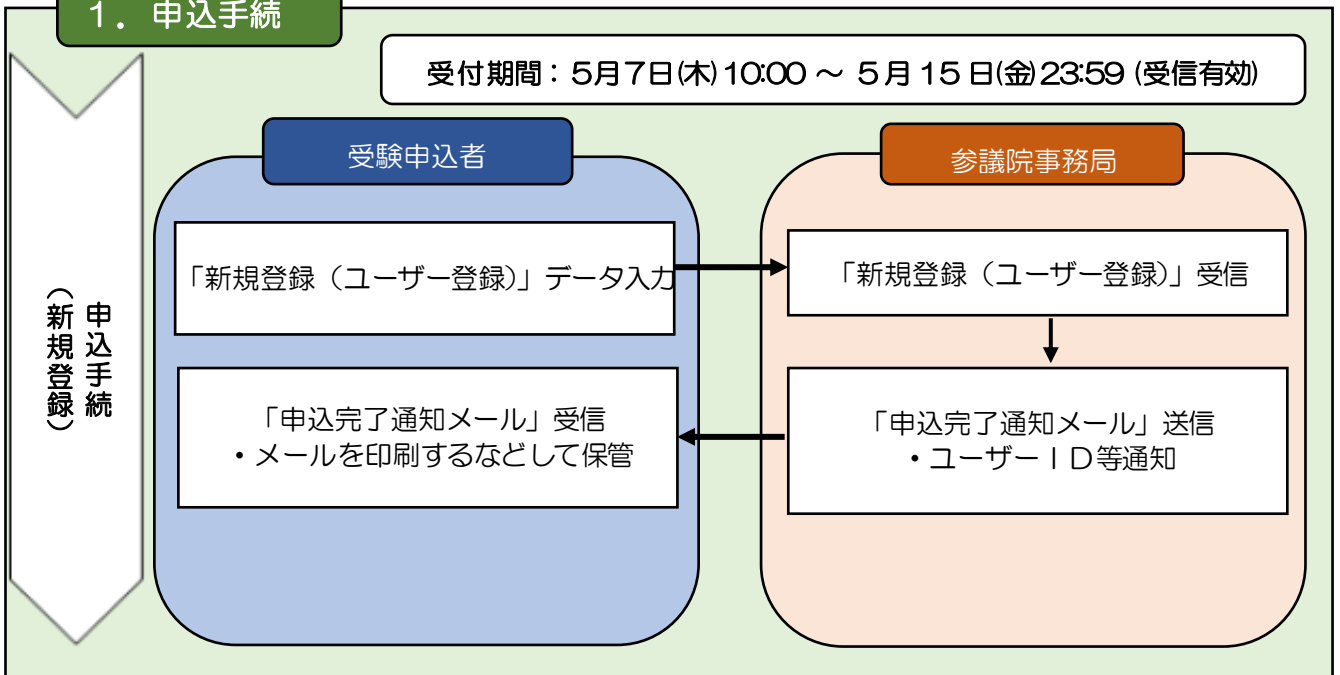 １．申込手続
受付期間：５月７日(木)10:00 ～ ５月 15 日(金)23:59 (受信有効)
申込手続
（新規登録）
受験申込者
「新規登録（ユーザー登録）」データ入力
「申込完了通知メール」受信
・メールを印刷するなどして保管
参議院事務局
「新規登録（ユーザー登録）」受信
「申込完了通知メール」送信
・ユーザーＩＤ等通知